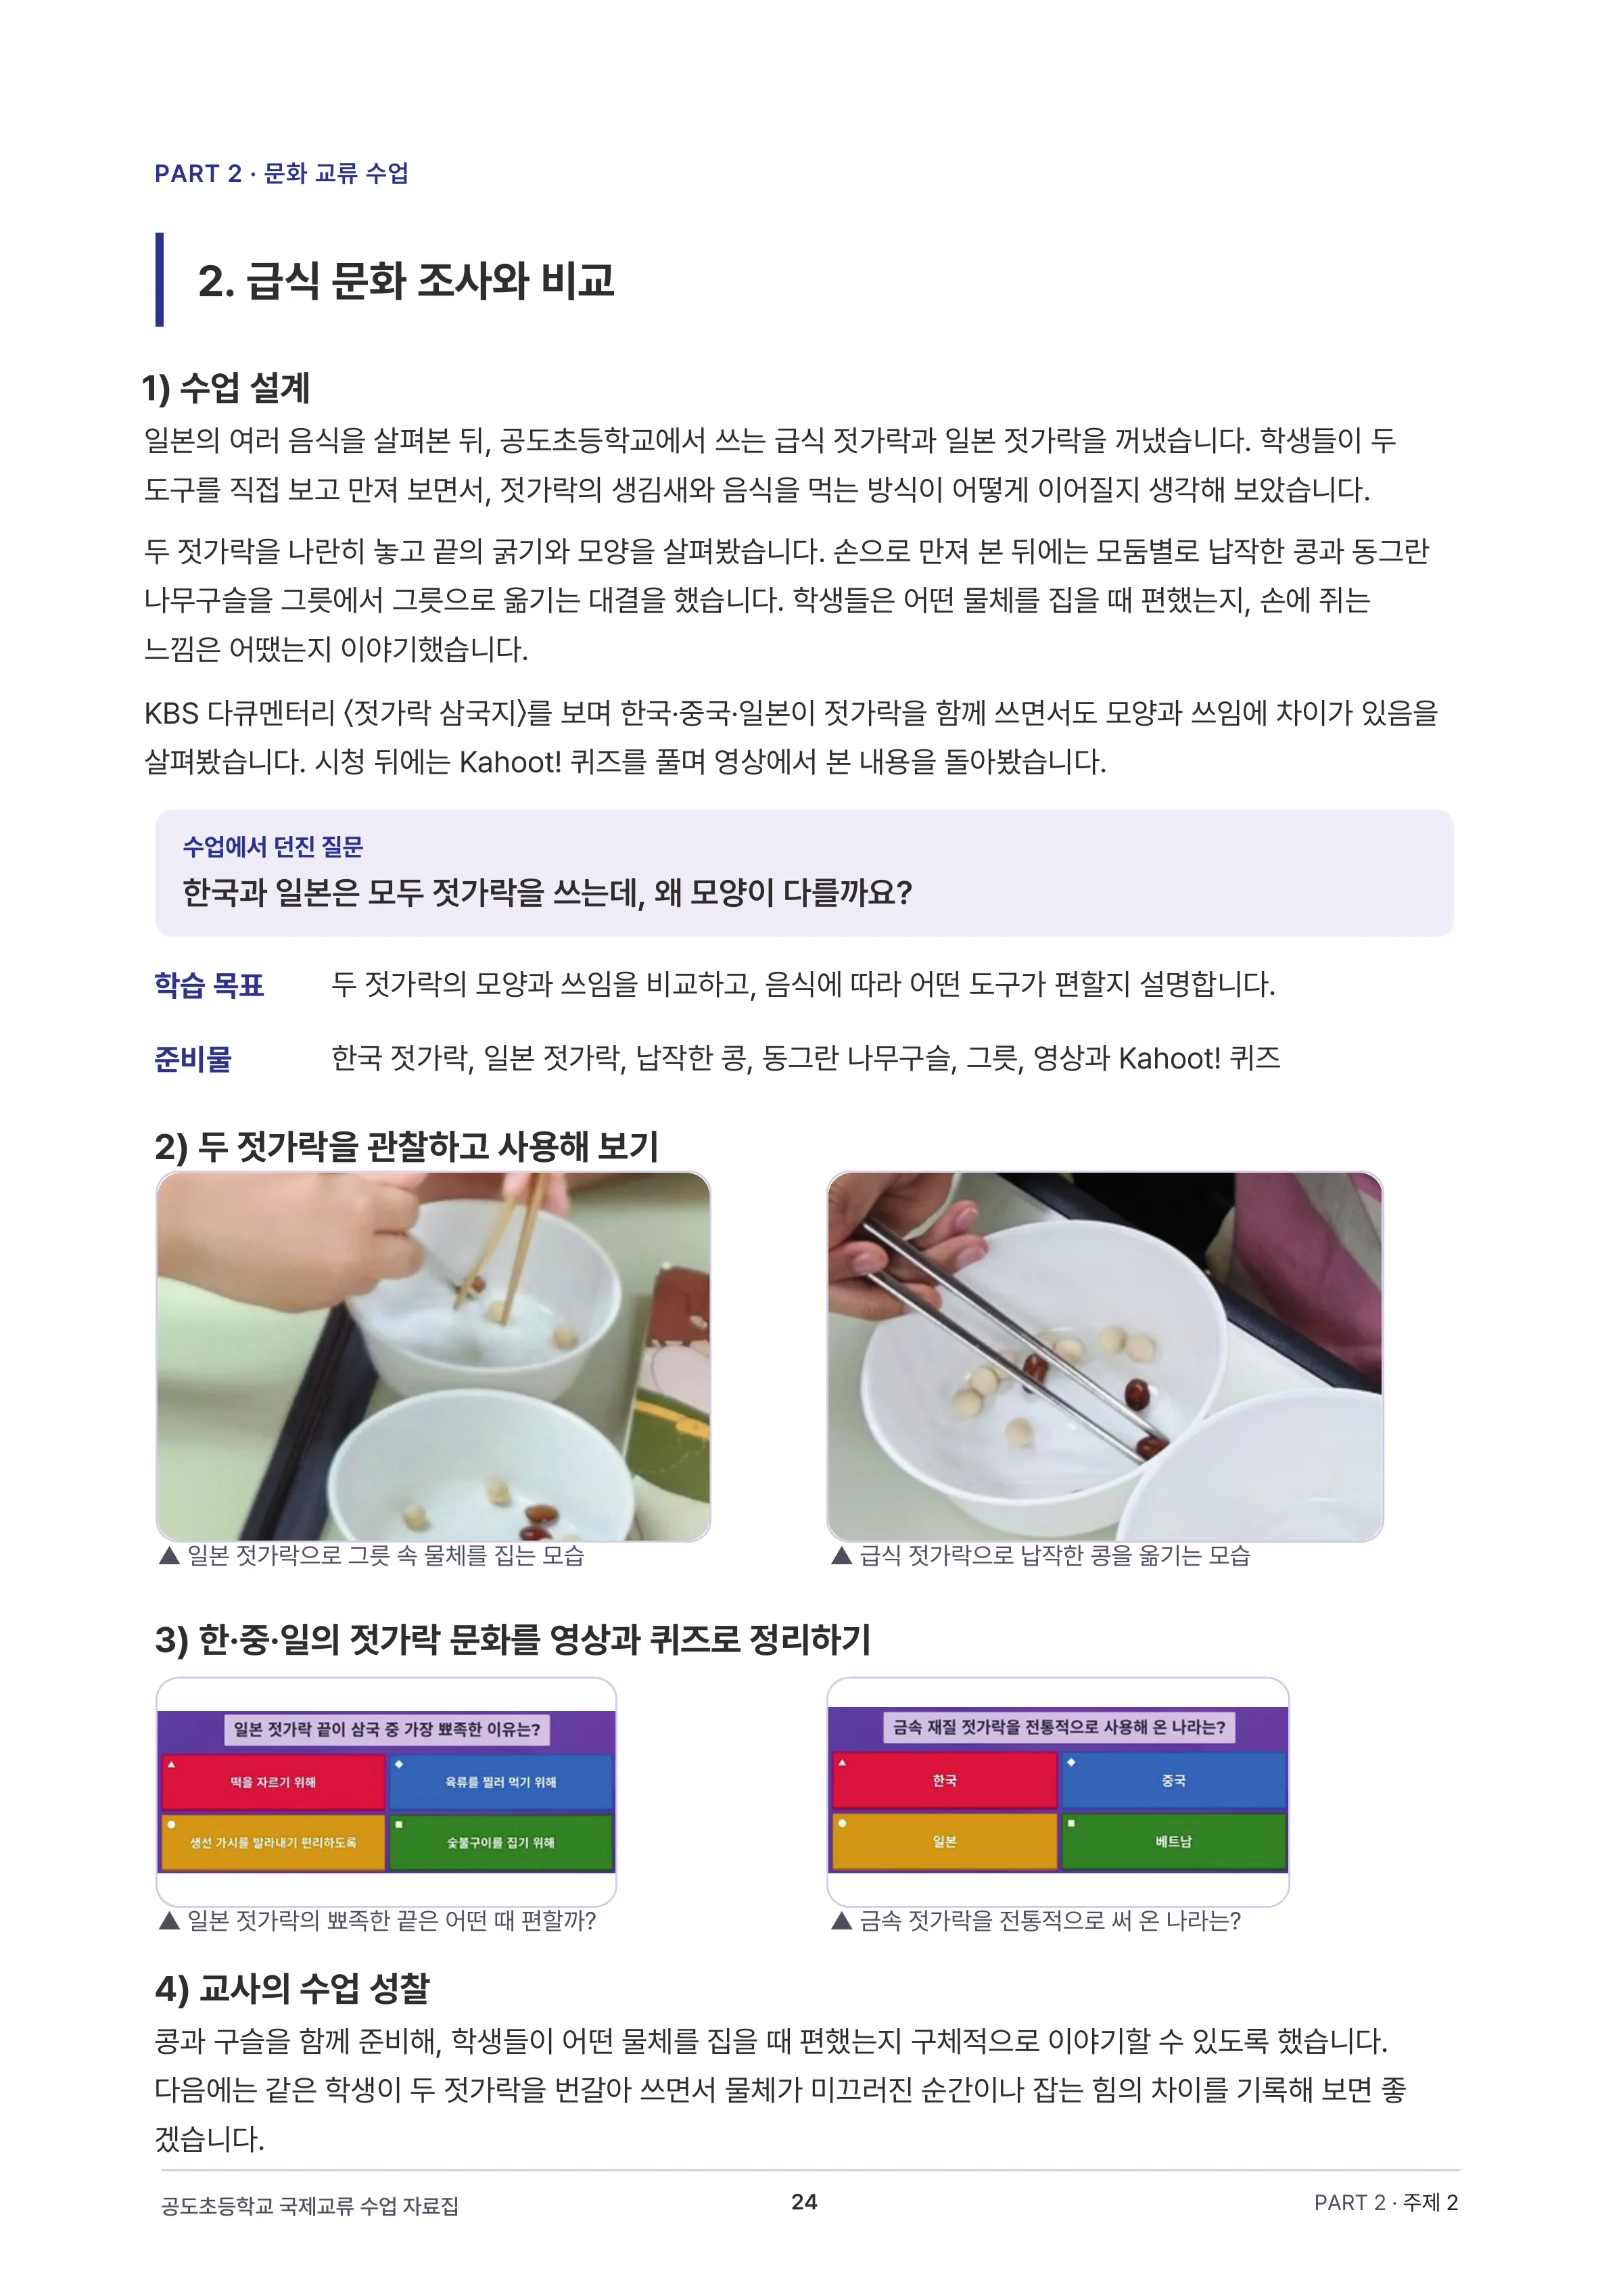 PART 2 · 문화 교류 수업
2. 급식 문화 조사와 비교
1) 수업 설계
일본의 여러 음식을 살펴본 뒤, 공도초등학교에서 쓰는 급식 젓가락과 일본 젓가락을 꺼냈습니다. 학생들이 두
도구를 직접 보고 만져 보면서, 젓가락의 생김새와 음식을 먹는 방식이 어떻게 이어질지 생각해 보았습니다.
두 젓가락을 나란히 놓고 끝의 굵기와 모양을 살펴봤습니다. 손으로 만져 본 뒤에는 모둠별로 납작한 콩과 동그란
나무구슬을 그릇에서 그릇으로 옮기는 대결을 했습니다. 학생들은 어떤 물체를 집을 때 편했는지, 손에 쥐는
느낌은 어땠는지 이야기했습니다.
KBS 다큐멘터리 〈젓가락 삼국지〉를 보며 한국·중국·일본이 젓가락을 함께 쓰면서도 모양과 쓰임에 차이가 있음을
살펴봤습니다. 시청 뒤에는 Kahoot! 퀴즈를 풀며 영상에서 본 내용을 돌아봤습니다.
수업에서 던진 질문
한국과 일본은 모두 젓가락을 쓰는데, 왜 모양이 다를까요?
학습 목표 두 젓가락의 모양과 쓰임을 비교하고, 음식에 따라 어떤 도구가 편할지 설명합니다.
준비물 한국 젓가락, 일본 젓가락, 납작한 콩, 동그란 나무구슬, 그릇, 영상과 Kahoot! 퀴즈
2) 두 젓가락을 관찰하고 사용해 보기
▲ 일본 젓가락으로 그릇 속 물체를 집는 모습
▲ 급식 젓가락으로 납작한 콩을 옮기는 모습
3) 한·중·일의 젓가락 문화를 영상과 퀴즈로 정리하기
일본 젓가락 끝이 삼국 중 가장 뾰족한 이유는?
떡을 자르기 위해
육류를 찔러 먹기 위해
생선 가시를 발라내기 편리하도록
숯불구이를 집기 위해
▲ 일본 젓가락의 뾰족한 끝은 어떤 때 편할까?
금속 재질 젓가락을 전통적으로 사용해 온 나라는?
한국
중국
일본
베트남
▲ 금속 젓가락을 전통적으로 써 온 나라는?
4) 교사의 수업 성찰
콩과 구슬을 함께 준비해, 학생들이 어떤 물체를 집을 때 편했는지 구체적으로 이야기할 수 있도록 했습니다.
다음에는 같은 학생이 두 젓가락을 번갈아 쓰면서 물체가 미끄러진 순간이나 잡는 힘의 차이를 기록해 보면 좋
겠습니다.
공도초등학교 국제교류 수업 자료집
24
PART 2 · 주제 2